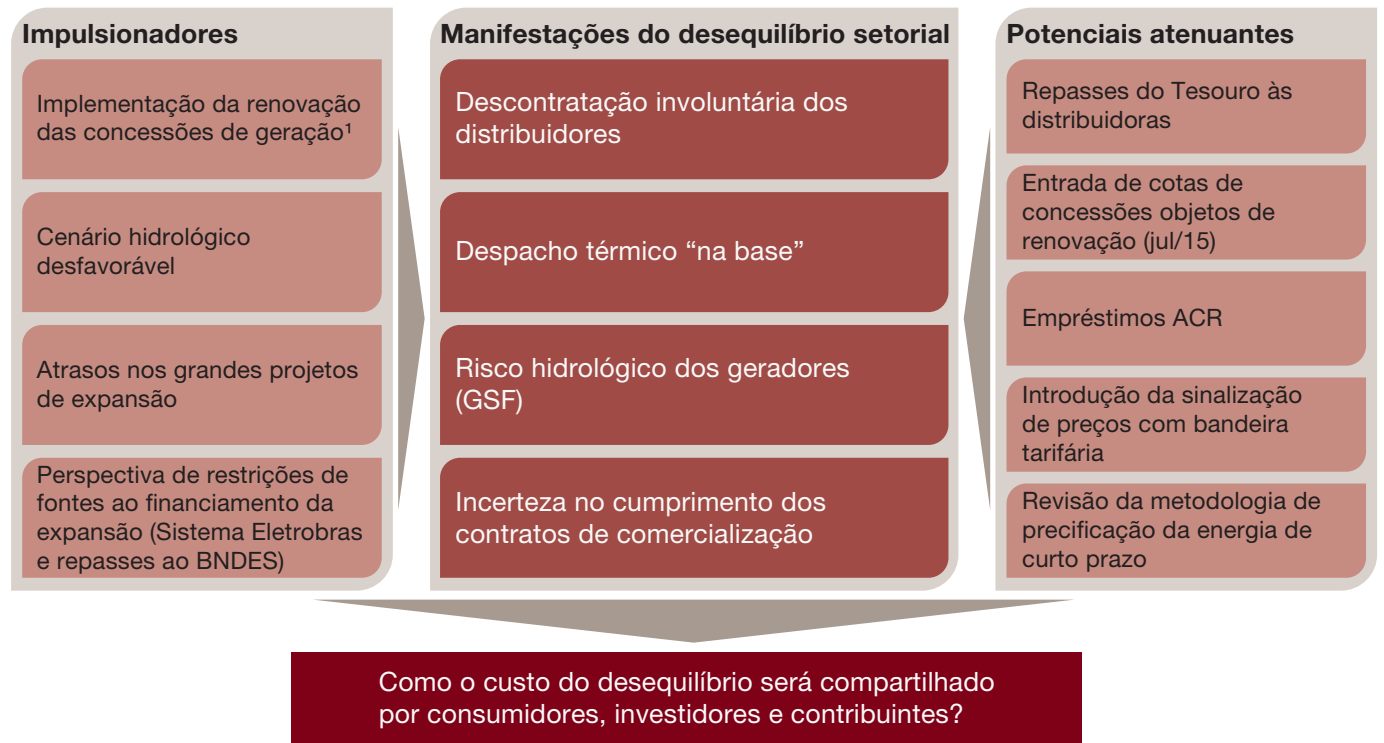 Impulsionadores
Implementação da renovação
das concessões de geração¹
Cenário hidrológico
desfavorável
Atrasos nos grandes projetos
de expansão
Perspectiva de restrições de
fontes ao financiamento da
expansão (Sistema Eletrobras
e repasses ao BNDES)
Manifestações do desequilíbrio setorial
Descontratação involuntária dos
distribuidores
Despacho térmico “na base”
Risco hidrológico dos geradores
(GSF)
Incerteza no cumprimento dos
contratos de comercialização
Potenciais atenuantes
Repasses do Tesouro às
distribuidoras
Entrada de cotas de
concessões objetos de
renovação (jul/15)
Empréstimos ACR
Introdução da sinalização
de preços com bandeira
tarifária
Revisão da metodologia de
precificação da energia de
curto prazo
Como o custo do desequilíbrio será compartilhado
por consumidores, investidores e contribuintes?